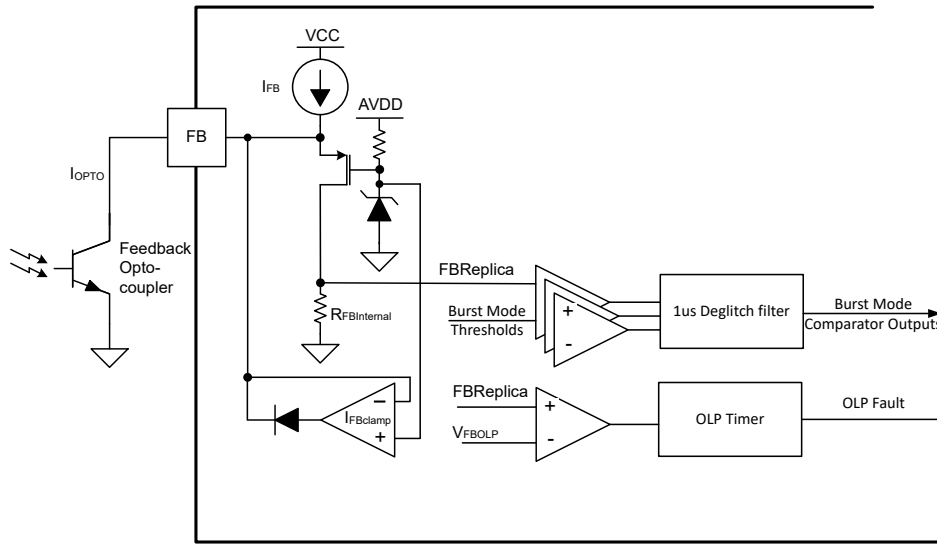 VCC
IFB
AVDD
FB
IOPTO
Feedback
Opto-
coupler
FBReplica
RFBInternal
Burst Mode
Thresholds
+
-
1us Deglitch filter
Burst Mode
Comparator Outputs
IFBclamp
−
+
FBReplica
VFBOLP
+
-
OLP Timer
OLP Fault